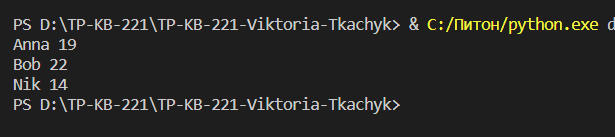 PS D:\TP-KB-221\TP-KB-221-Viktoria-Tkachyk> & C:/Питон/python.exe d
Anna 19
Bob 22
Nik 14
PS D:\TP-KB-221\TP-KB-221-Viktoria-Tkachyk>